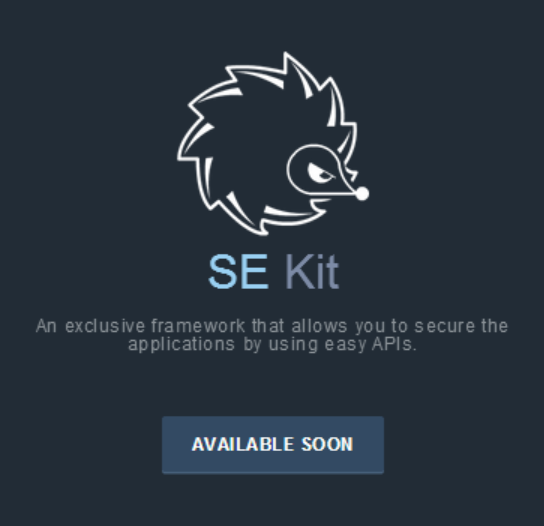 SE Kit
An exclusive framework that allows you to secure the
applications by using easy APIs.
AVAILABLE SOON